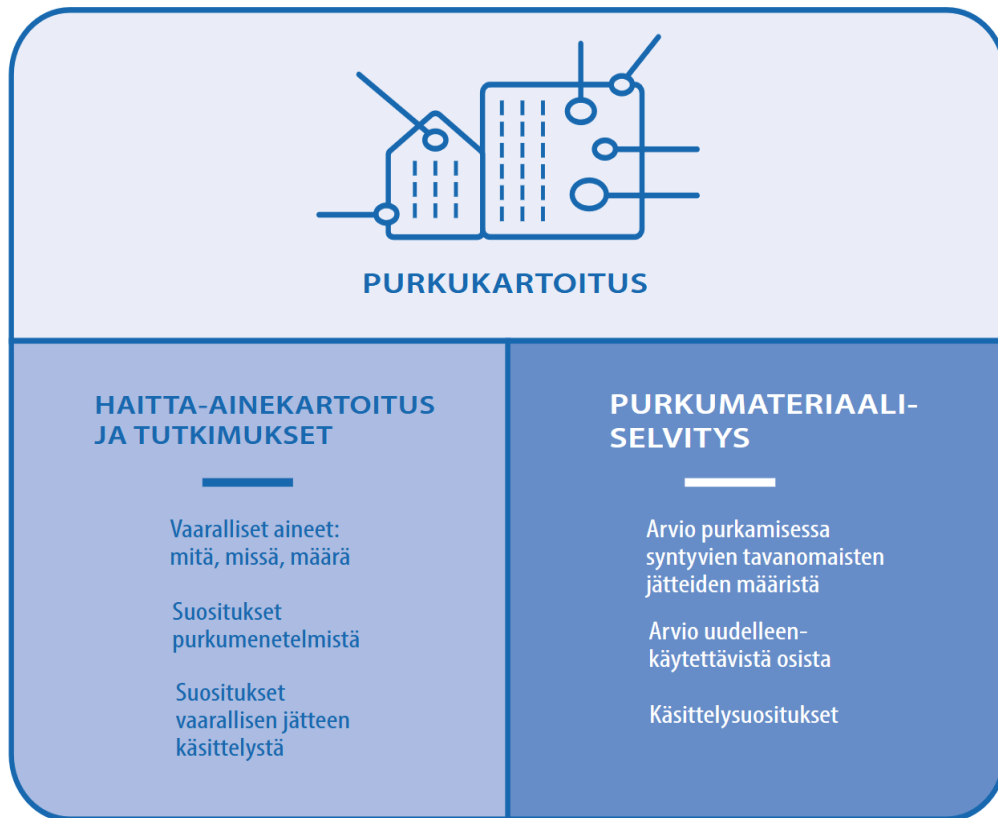 PURKUKARTOITUS
HAITTA-AINEKARTOITUS
JA TUTKIMUKSET
Vaaralliset aineet:
mitä, missä, määrä
Suositukset
purkumenetelmistä
Suositukset
vaarallisen jätteen
käsittelystä
PURKUMATERIAALI-
SELVITYS
Arvio purkamisessa
syntyvien tavanomaisten
jätteiden määristä
Arvio uudelleen-
käytettävistä osista
Käsittelysuositukset